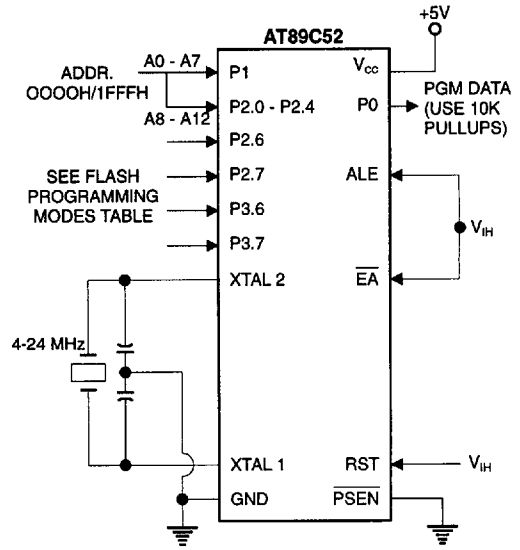 AT89C52
+5V
A0 - A7
ADDR.
OOOOH/1FFFH
P1
VCC
P2.0 - P2.4
P0
PGM DATA
(USE 10K
PULLUPS)
A8 - A12
P2.6
SEE FLASH
PROGRAMMING
MODES TABLE
P2.7
ALE
P3.6
VIH
P3.7
XTAL 2
EA
4-24 MHz
XTAL 1
RST
VIH
GND
PSEN